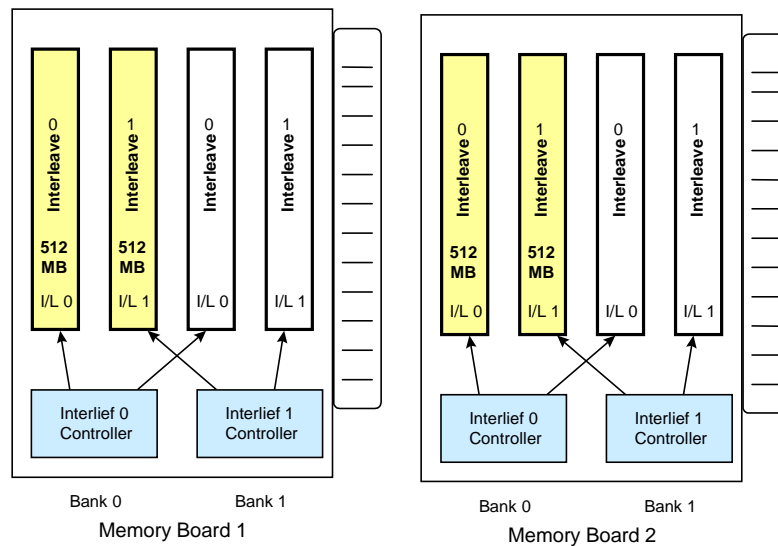 Interleave 0
Interleave 1
Interleave 0
Interleave 1
512
MB
512
MB
I/L 0
I/L 1
I/L 0
I/L 1
Interlief 0
Controller
Interlief 1
Controller
Bank 0
Bank 1
Memory Board 1
Interleave 0
Interleave 1
Interleave 0
Interleave 1
512
MB
512
MB
I/L 0
I/L 1
I/L 0
I/L 1
Interlief 0
Controller
Interlief 1
Controller
Bank 0
Bank 1
Memory Board 2